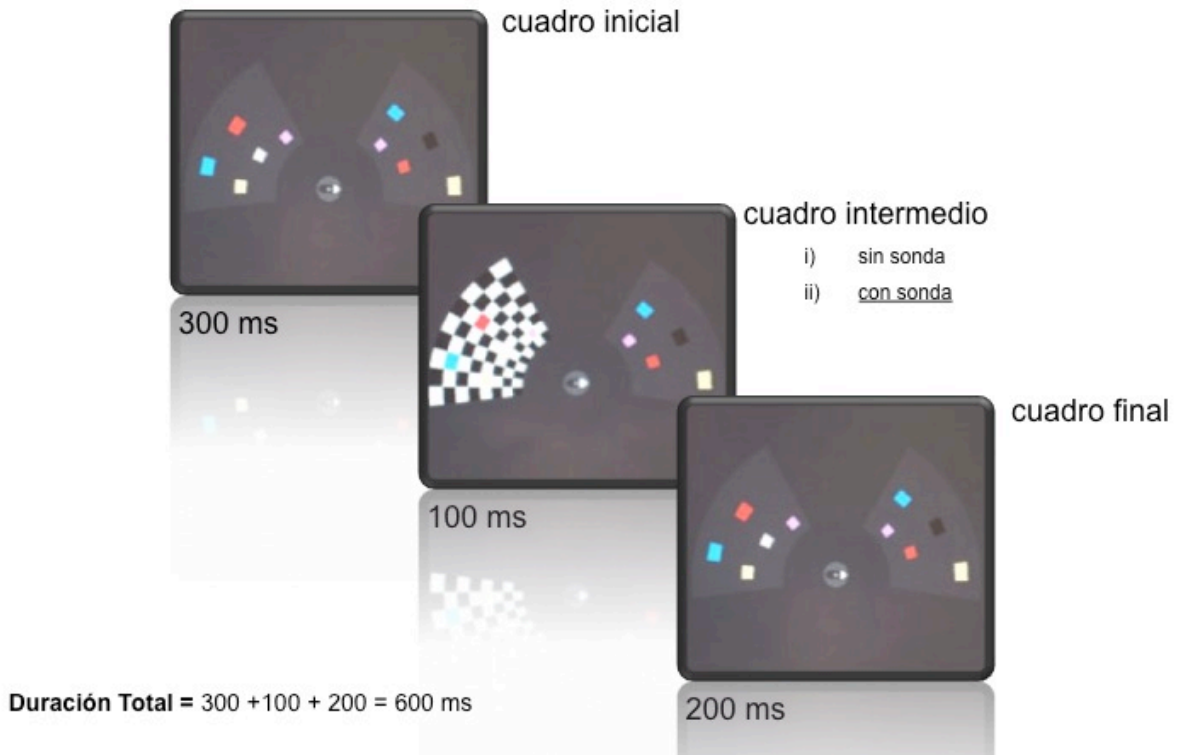 cuadro inicial
300 ms
cuadro intermedio
i) sin sonda
ii) con sonda
100 ms
cuadro final
200 ms
Duración Total = 300 +100 + 200 = 600 ms